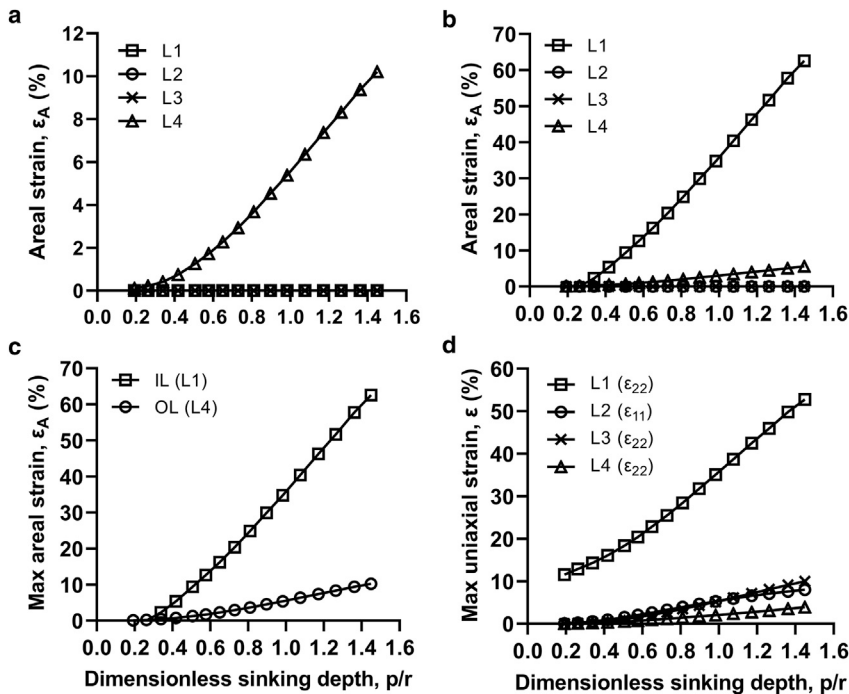 a
Areal strain, εA (%)
12
10
8
6
4
2
0
0.0 0.2 0.4 0.6 0.8 1.0 1.2 1.4 1.6
L1
L2
L3
L4
b
Areal strain, εA (%)
70
60
50
40
30
20
10
0
0.0 0.2 0.4 0.6 0.8 1.0 1.2 1.4 1.6
L1
L2
L3
L4
c
Max areal strain, εA (%)
70
60
50
40
30
20
10
0
0.0 0.2 0.4 0.6 0.8 1.0 1.2 1.4 1.6
Dimensionless sinking depth, p/r
IL (L1)
OL (L4)
d
Max uniaxial strain, ε (%)
60
50
40
30
20
10
0
0.0 0.2 0.4 0.6 0.8 1.0 1.2 1.4 1.6
Dimensionless sinking depth, p/r
L1 (ε22)
L2 (ε11)
L3 (ε22)
L4 (ε22)